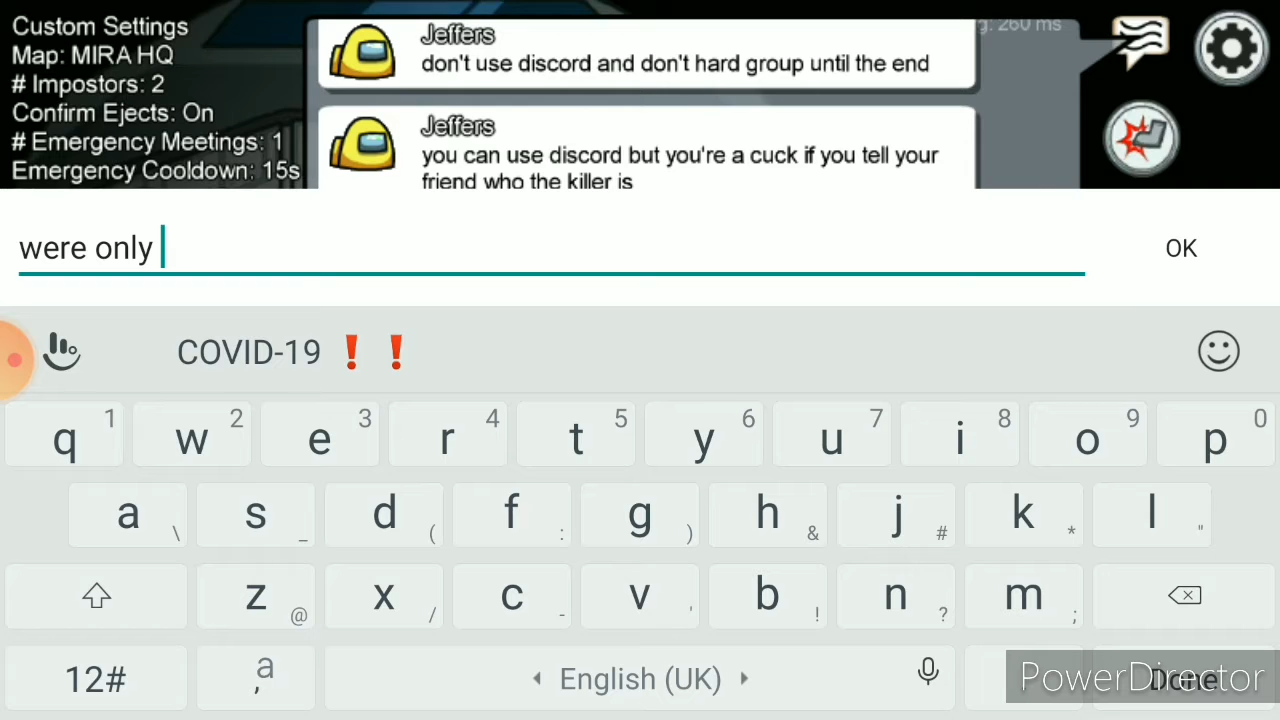 Custom Settings
Map: MIRA HQ
# Impostors: 2
Confirm Ejects: On
# Emergency Meetings: 1
Emergency Cooldown: 15s
g: 260 ms
Jeffers
don't use discord and don't hard group until the end
Jeffers
you can use discord but you're a cuck if you tell your
friend who the killer is
were only
OK
COVID-19 ❗ ❗
q 1 w 2 e 3 r 4 t 5 y 6 u 7 i 8 o 9 p 0
a \ s _ d ( f : g ) h & j # k * l "
z @ x / c - v ' b ! n ? m ;
12# , a English (UK) Done
PowerDirector